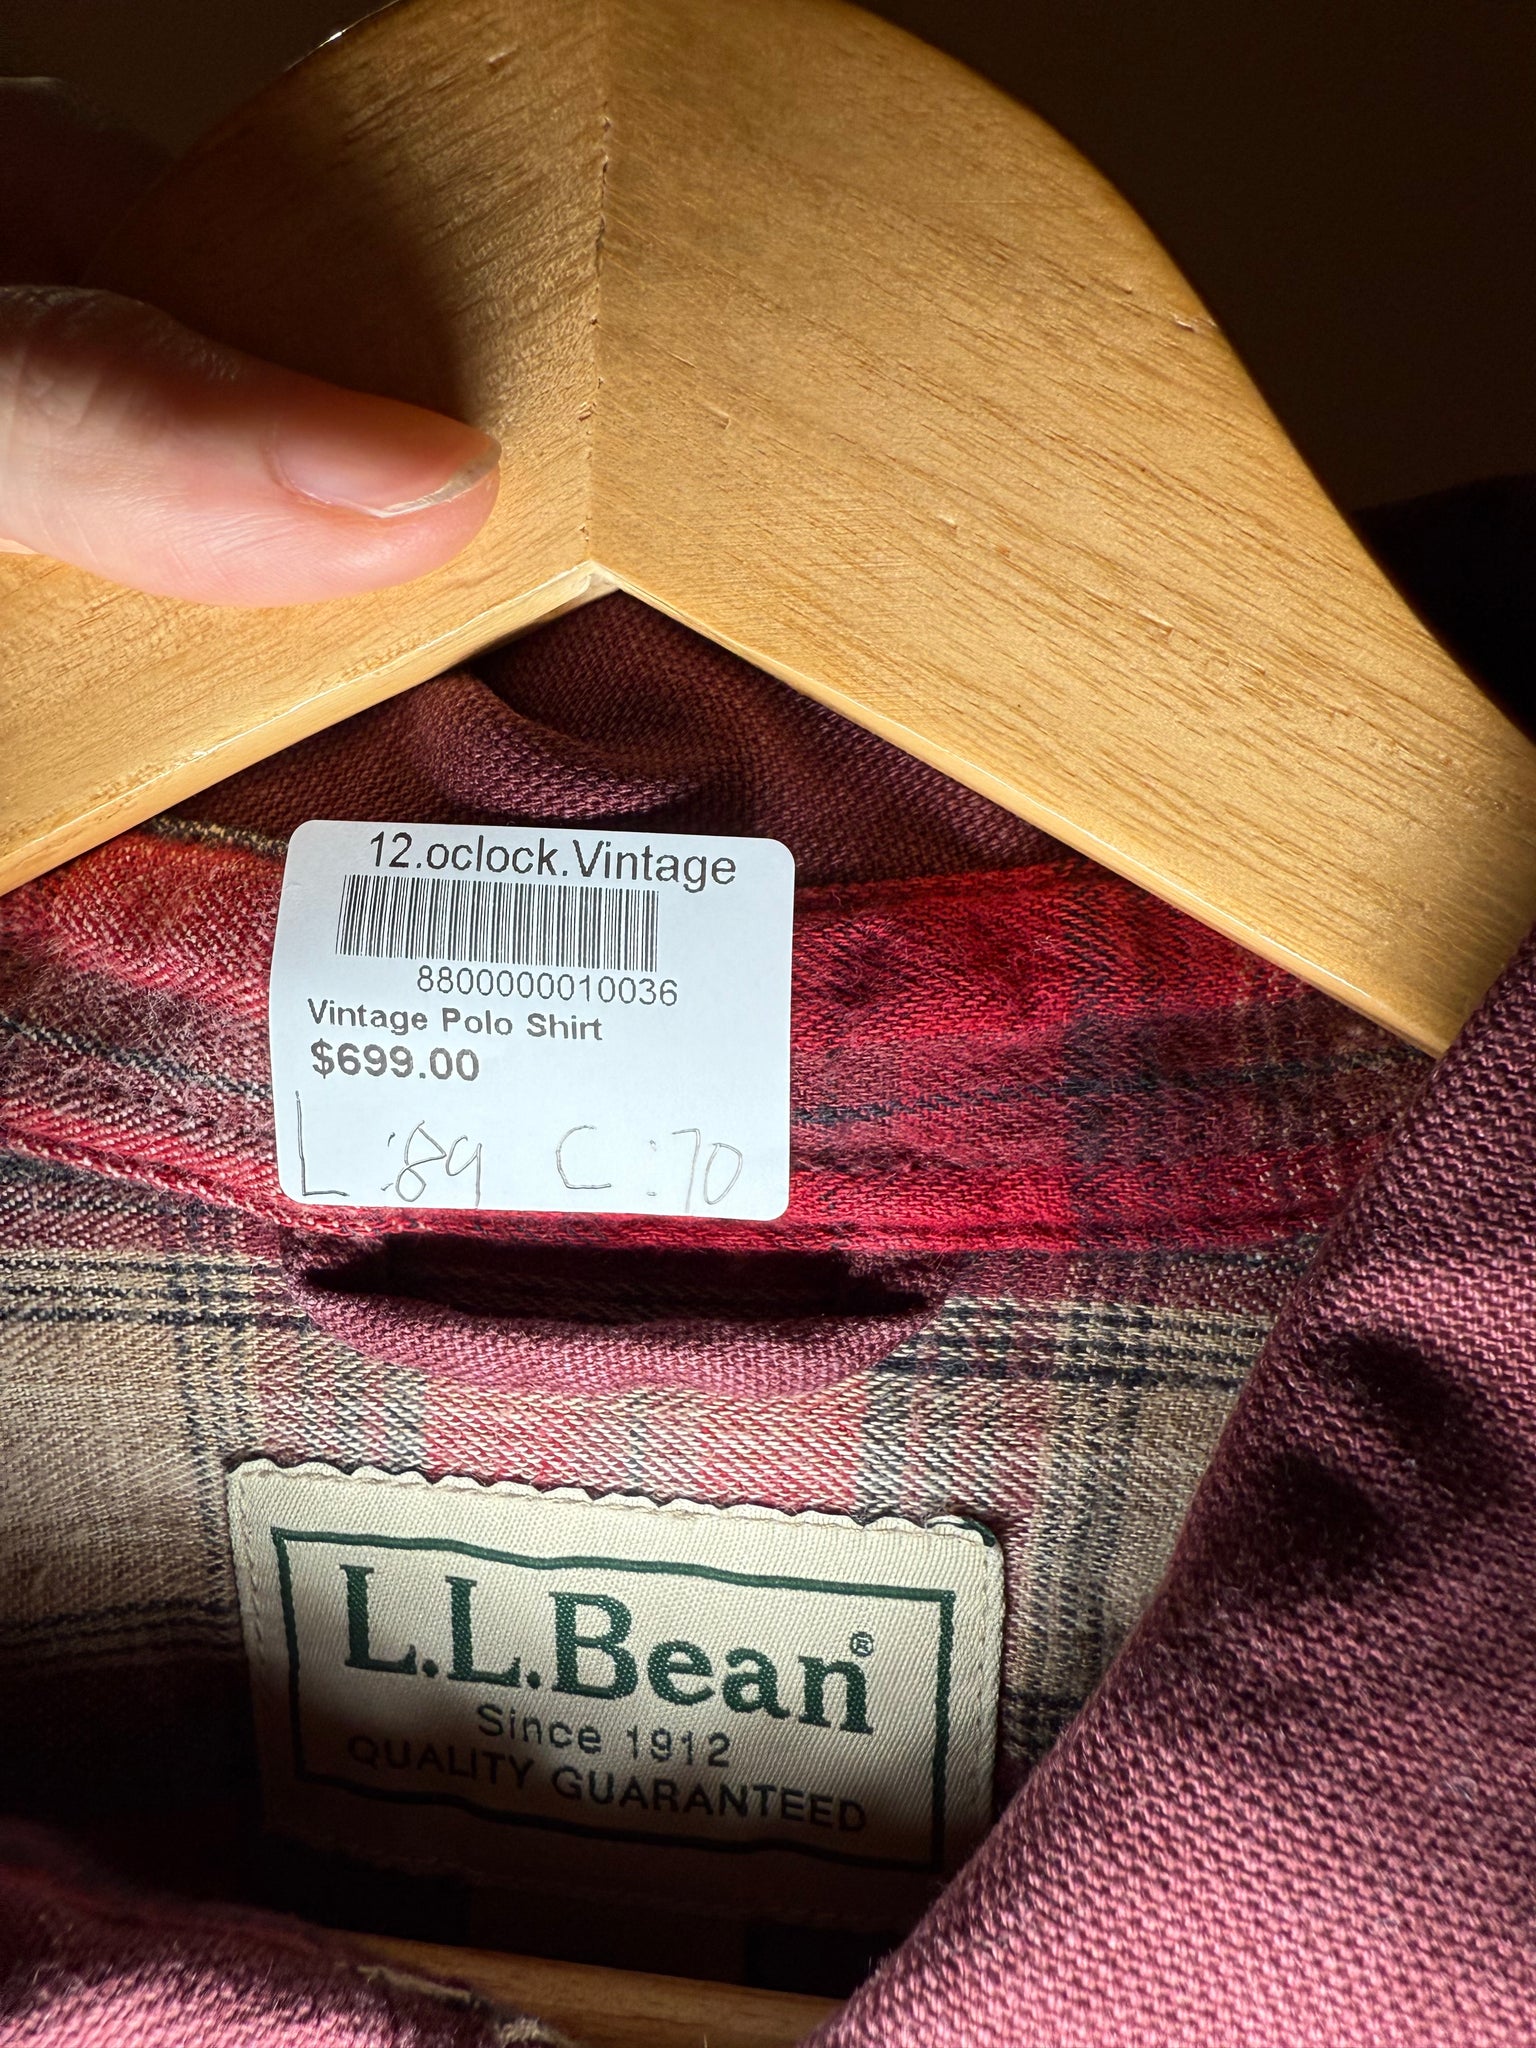 12.oclock.Vintage
8800000010036
Vintage Polo Shirt
$699.00
L :89 C :70
L.L.Bean®
Since 1912
QUALITY GUARANTEED